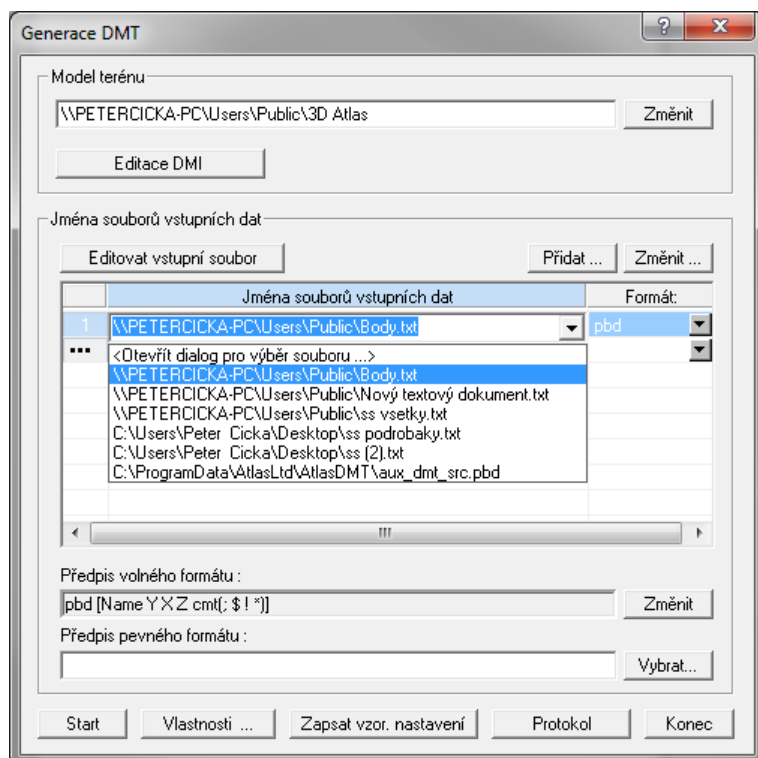 Generace DMT
Model terénu
\\PETERCICKA-PC\Users\Public\3D Atlas Změnit
Editace DMI
Jména souborů vstupních dat
Editovat vstupní soubor Přidat ... Změnit ...
Jména souborů vstupních dat Formát:
1 \\PETERCICKA-PC\Users\Public\Body.txt pbd
<Otevřít dialog pro výběr souboru ...>
\\PETERCICKA-PC\Users\Public\Body.txt
\\PETERCICKA-PC\Users\Public\Nový textový dokument.txt
\\PETERCICKA-PC\Users\Public\ss vsetky.txt
C:\Users\Peter Cicka\Desktop\ss podrobaky.txt
C:\Users\Peter Cicka\Desktop\ss (2).txt
C:\ProgramData\AtlasLtd\AtlasDMT\aux_dmt_src.pbd
Předpis volného formátu :
pbd [Name Y X Z cmt(; $ ! *)] Změnit
Předpis pevného formátu :
Vybrat...
Start Vlastnosti ... Zapsat vzor. nastavení Protokol Konec